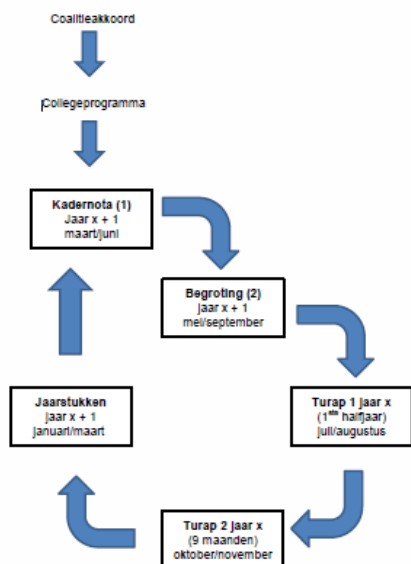 Coalitieakkoord
Collegeprogramma
Kadernota (1)
Jaar x + 1
maart/juni
Begroting (2)
jaar x + 1
mei/september
Turap 1 jaar x
(1ste halfjaar)
juli/augustus
Turap 2 jaar x
(9 maanden)
oktober/november
Jaarstukken
jaar x + 1
januari/maart